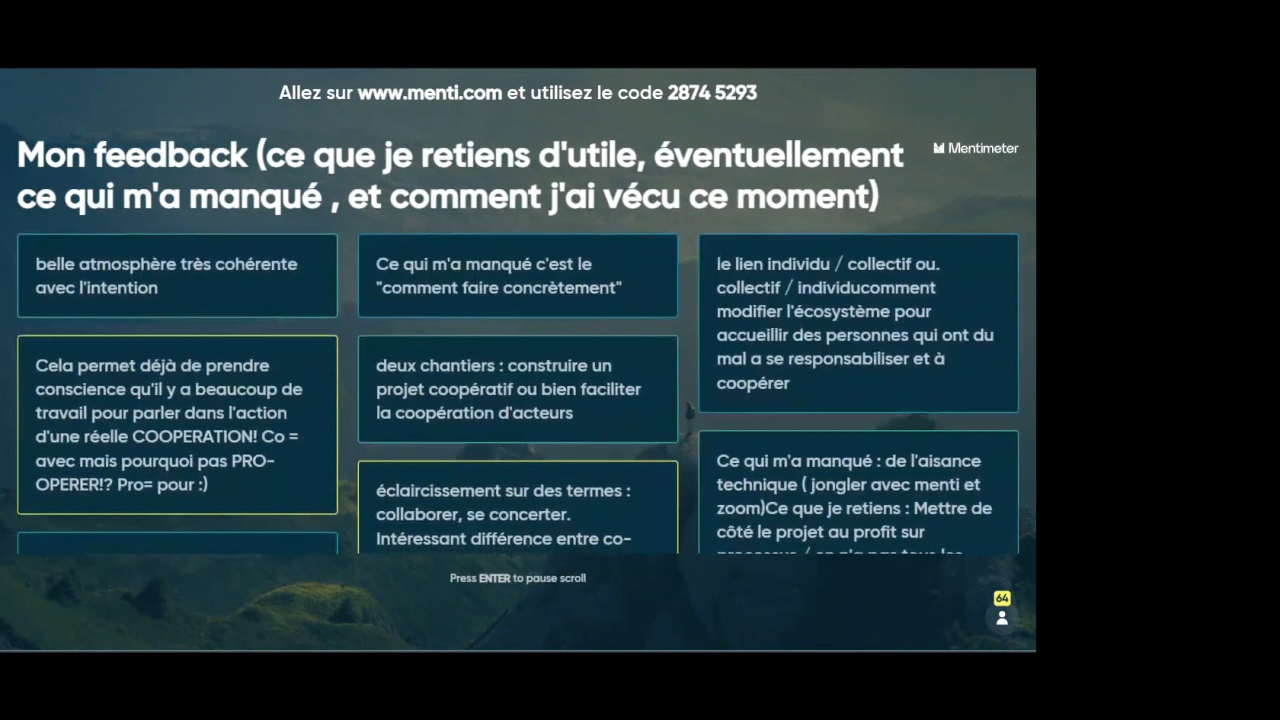 Allez sur www.menti.com et utilisez le code 2874 5293
Mon feedback (ce que je retiens d'utile, éventuellement
ce qui m'a manqué , et comment j'ai vécu ce moment)
Mentimeter
belle atmosphère très cohérente
avec l'intention
Cela permet déjà de prendre
conscience qu'il y a beaucoup de
travail pour parler dans l'action
d'une réelle COOPERATION! Co =
avec mais pourquoi pas PRO-
OPERER!? Pro= pour :)
Ce qui m'a manqué c'est le
"comment faire concrètement"
deux chantiers : construire un
projet coopératif ou bien faciliter
la coopération d'acteurs
éclaircissement sur des termes :
collaborer, se concerter.
Intéressant différence entre co-
le lien individu / collectif ou.
collectif / individucomment
modifier l'écosystème pour
accueillir des personnes qui ont du
mal a se responsabiliser et à
coopérer
Ce qui m'a manqué : de l'aisance
technique ( jongler avec menti et
zoom)Ce que je retiens : Mettre de
côté le projet au profit sur
Press ENTER to pause scroll
64